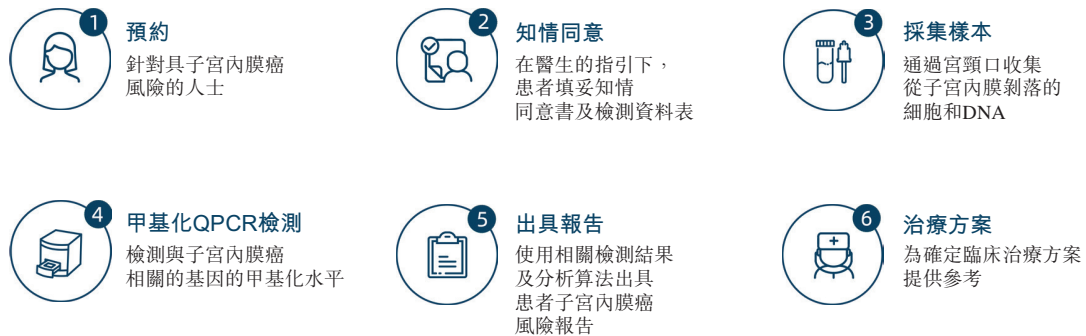 1
預約
針對具子宮內膜癌
風險的人士
2
知情同意
在醫生的指引下，
患者填妥知情
同意書及檢測資料表
3
採集樣本
通過宮頸口收集
從子宮內膜剝落的
細胞和DNA
4
甲基化QPCR檢測
檢測與子宮內膜癌
相關的基因的甲基化水平
5
出具報告
使用相關檢測結果
及分析算法出具
患者子宮內膜癌
風險報告
6
治療方案
為確定臨床治療方案
提供參考